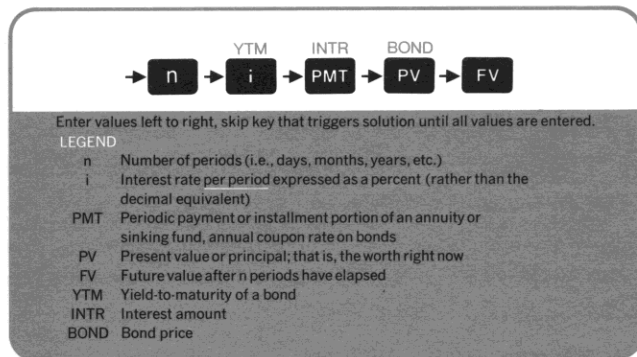 YTM INTR BOND
n i PMT PV FV
Enter values left to right, skip key that triggers solution until all values are entered.
LEGEND
n Number of periods (i.e., days, months, years, etc.)
i Interest rate per period expressed as a percent (rather than the
decimal equivalent)
PMT Periodic payment or installment portion of an annuity or
sinking fund, annual coupon rate on bonds
PV Present value or principal; that is, the worth right now
FV Future value after n periods have elapsed
YTM Yield-to-maturity of a bond
INTR Interest amount
BOND Bond price